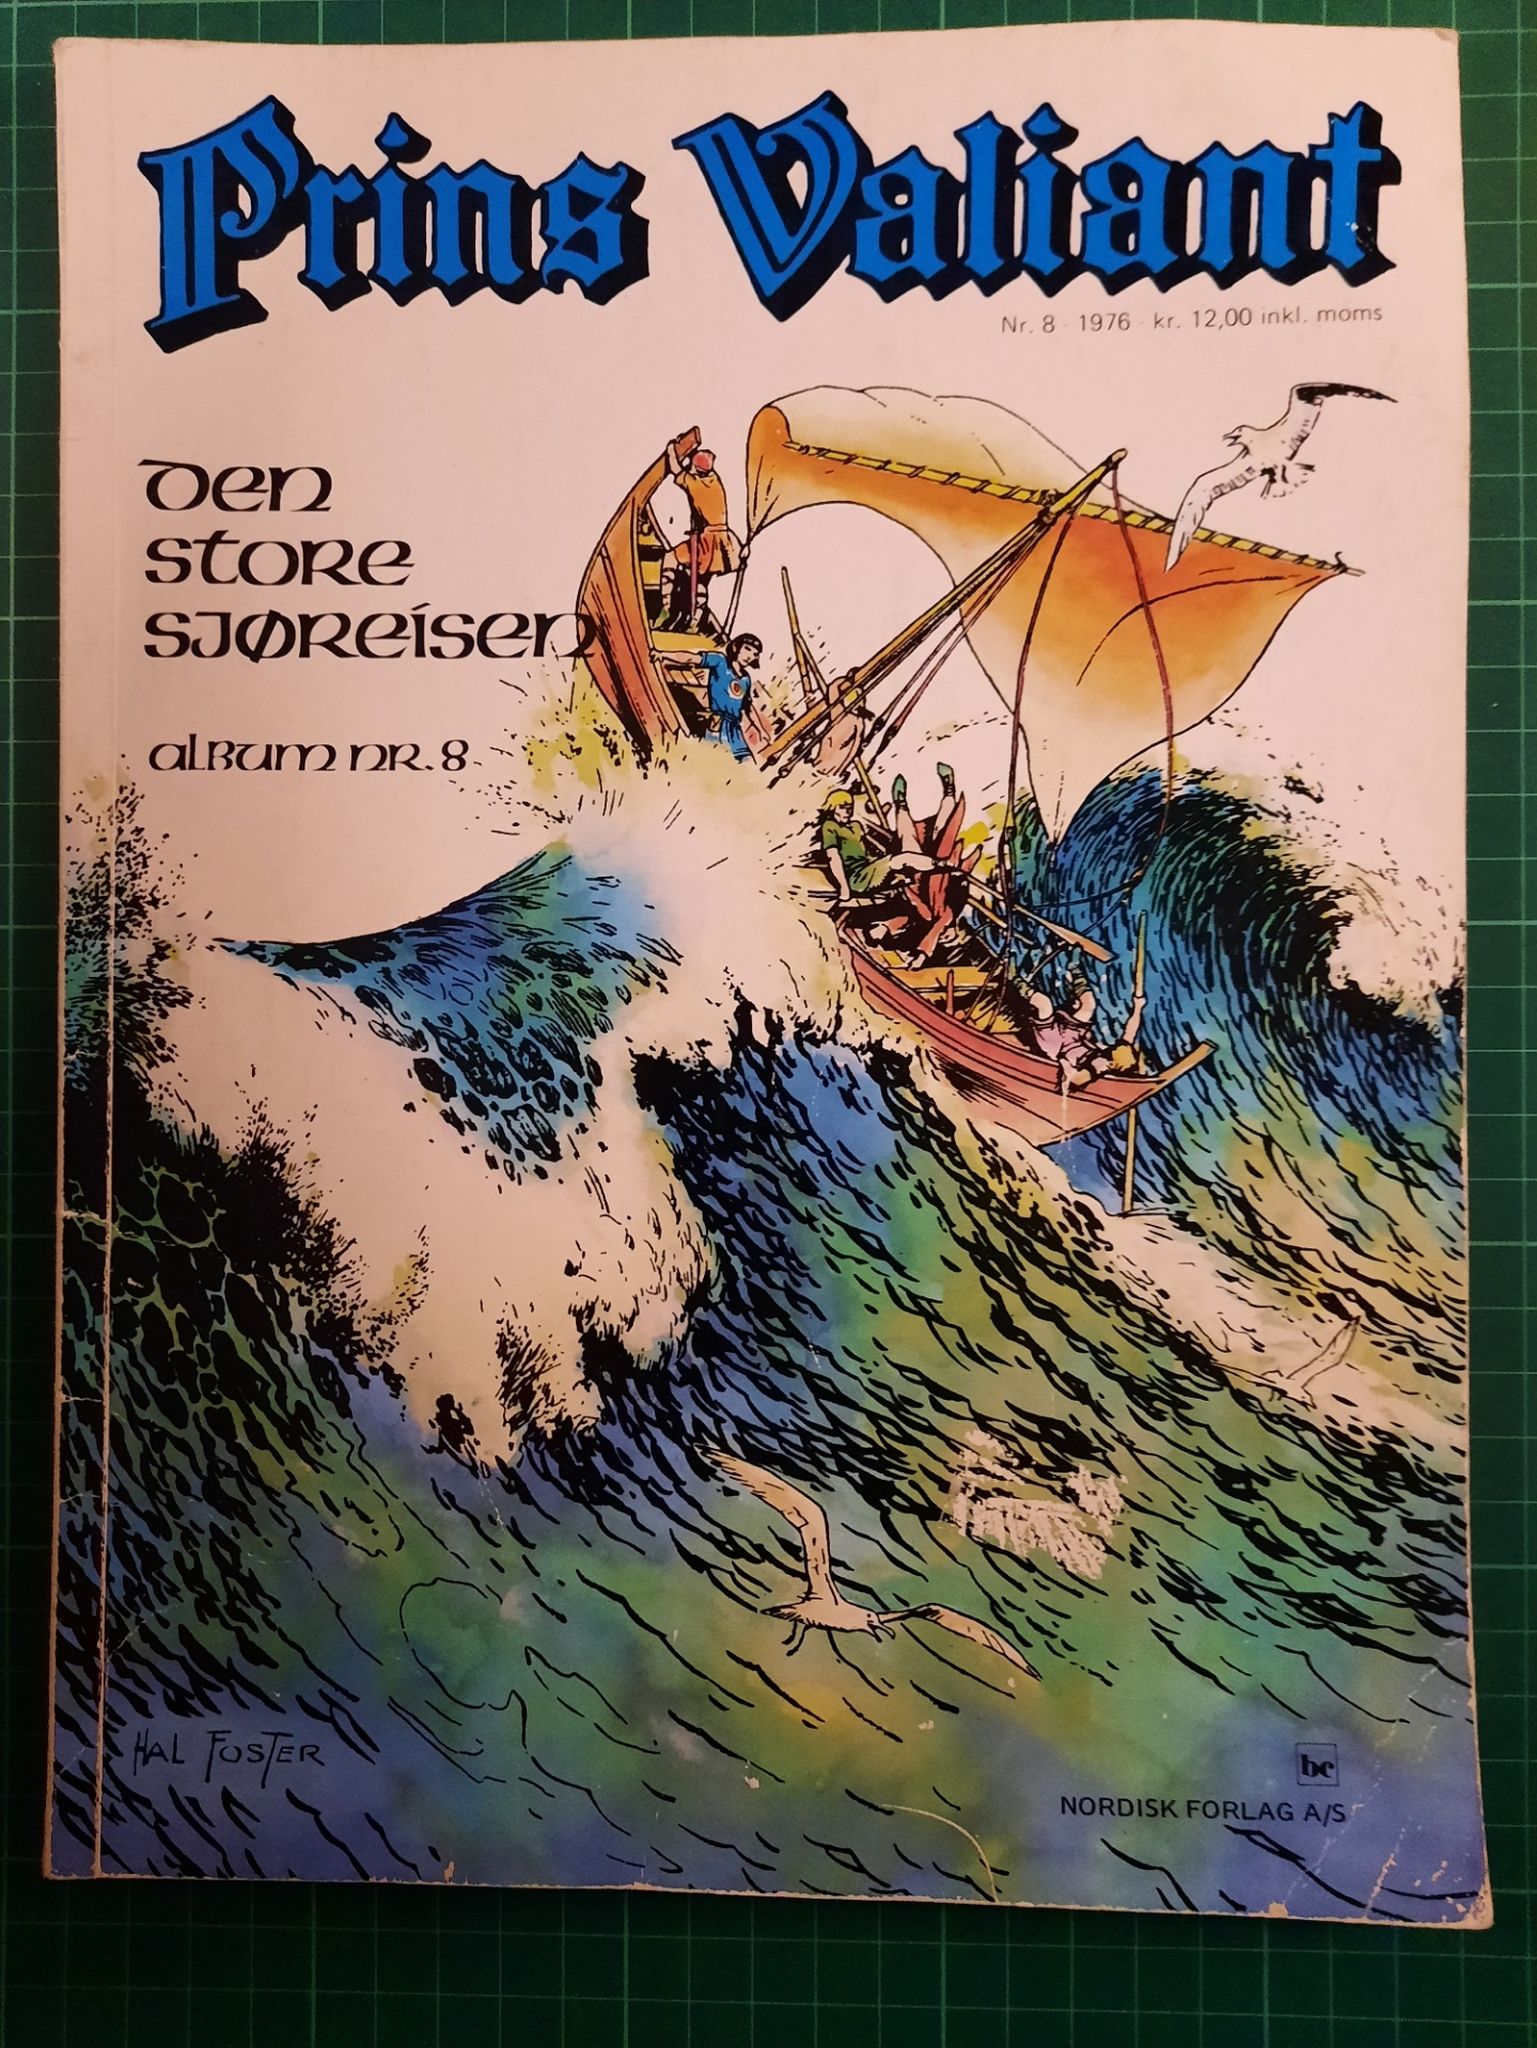 Prins Valiant
Nr. 8 - 1976 - kr. 12,00 inkl. moms
Den
store
sjøreisen
Album nr. 8
HAL FOSTER
bc
NORDISK FORLAG A/S